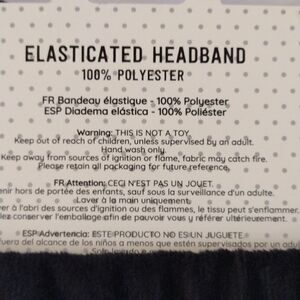 ELASTICATED HEADBAND
100% POLYESTER
FR Bandeau élastique - 100% Polyester
ESP Diadema elástica - 100% Poliéster
Warning: THIS IS NOT A TOY.
Keep out of reach of children, unless supervised by an adult.
Hand wash only.
Keep away from sources of ignition or flame, fabric may catch fire.
Please retain all packaging for future reference.
FR Attention: CECI N'EST PAS UN JOUET.
enir hors de portée des enfants, sauf sous la surveillance d'un adulte.
Laver à la main uniquement.
r à l'abri des sources d'ignition ou des flammes, le tissu peut s'enflammer.
lez conserver l'emballage afin de pouvoir vous y référer ultérieurement.
ESP Advertencia: ESTE PRODUCTO NO ES UN JUGUETE.
fuera del alcance de los niños a menos que estén supervisados por un adul